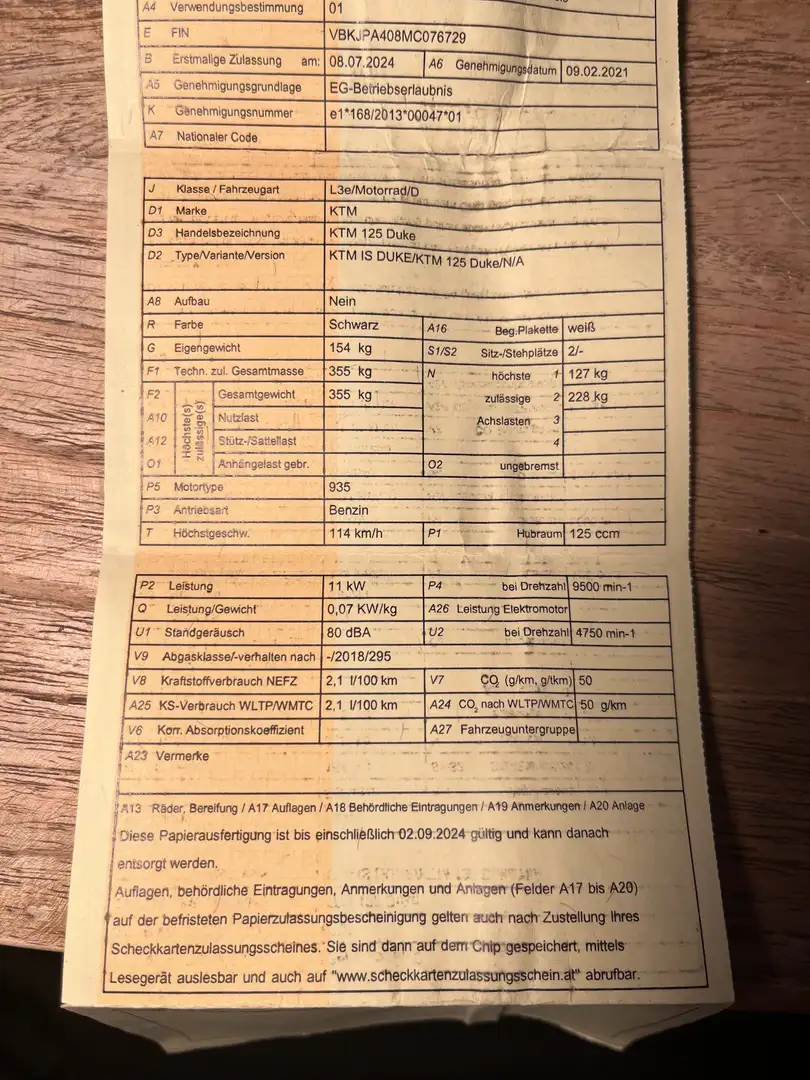 A4 Verwendungsbestimmung 01
E FIN VBKJPA408MC076729
B Erstmalige Zulassung am: 08.07.2024 A6 Genehmigungsdatum 09.02.2021
A5 Genehmigungsgrundlage EG-Betriebserlaubnis
K Genehmigungsnummer e1*168/2013*00047*01
A7 Nationaler Code
J Klasse / Fahrzeugart L3e/Motorrad/D
D1 Marke KTM
D3 Handelsbezeichnung KTM 125 Duke
D2 Type/Variante/Version KTM IS DUKE/KTM 125 Duke/N/A
A8 Aufbau Nein
R Farbe Schwarz A16 Beg.Plakette weiß
G Eigengewicht 154 kg S1/S2 Sitz-/Stehplätze 2/-
F1 Techn. zul. Gesamtmasse 355 kg N höchste 1 127 kg
F2 Höchste(s) zulässige(s) Gesamtgewicht 355 kg zulässige 2 228 kg
A10 Nutzlast Achslasten 3
A12 Stütz-/Sattellast 4
O1 Anhängelast gebr. O2 ungebremst
P5 Motortype 935
P3 Antriebsart Benzin
T Höchstgeschw. 114 km/h P1 Hubraum 125 ccm
P2 Leistung 11 kW P4 bei Drehzahl 9500 min-1
Q Leistung/Gewicht 0,07 KW/kg A26 Leistung Elektromotor
U1 Standgeräusch 80 dBA U2 bei Drehzahl 4750 min-1
V9 Abgasklasse/-verhalten nach -/2018/295
V8 Kraftstoffverbrauch NEFZ 2,1 l/100 km V7 CO2 (g/km, g/tkm) 50
A25 KS-Verbrauch WLTP/WMTC 2,1 l/100 km A24 CO2 nach WLTP/WMTC 50 g/km
V6 Korr. Absorptionskoeffizient A27 Fahrzeuguntergruppe
A23 Vermerke
A13 Räder, Bereifung / A17 Auflagen / A18 Behördliche Eintragungen / A19 Anmerkungen / A20 Anlage
Diese Papierausfertigung ist bis einschließlich 02.09.2024 gültig und kann danach
entsorgt werden.
Auflagen, behördliche Eintragungen, Anmerkungen und Anlagen (Felder A17 bis A20)
auf der befristeten Papierzulassungsbescheinigung gelten auch nach Zustellung Ihres
Scheckkartenzulassungsscheines. Sie sind dann auf dem Chip gespeichert, mittels
Lesegerät auslesbar und auch auf "www.scheckkartenzulassungsschein.at" abrufbar.